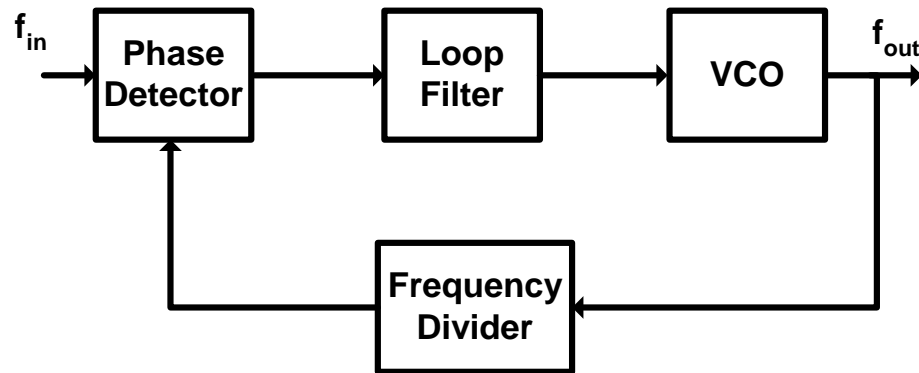 f_in
Phase
Detector
Loop
Filter
VCO
f_out
Frequency
Divider